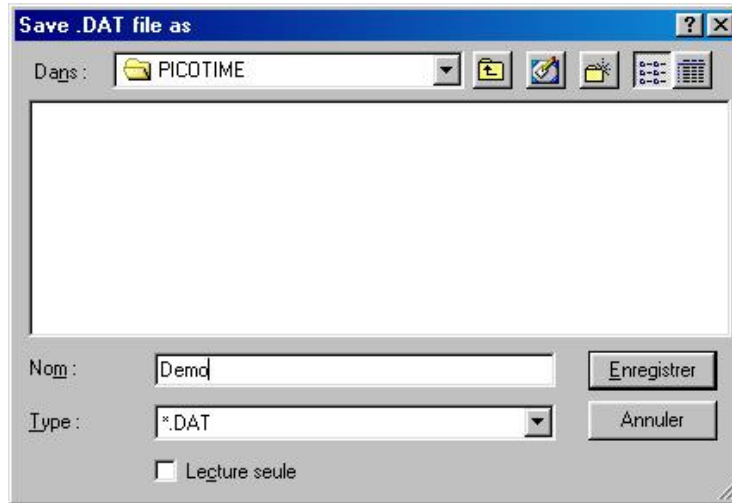 Save .DAT file as
Dans : PICOTIME
Nom : Demo Enregistrer
Type : *.DAT Annuler
Lecture seule